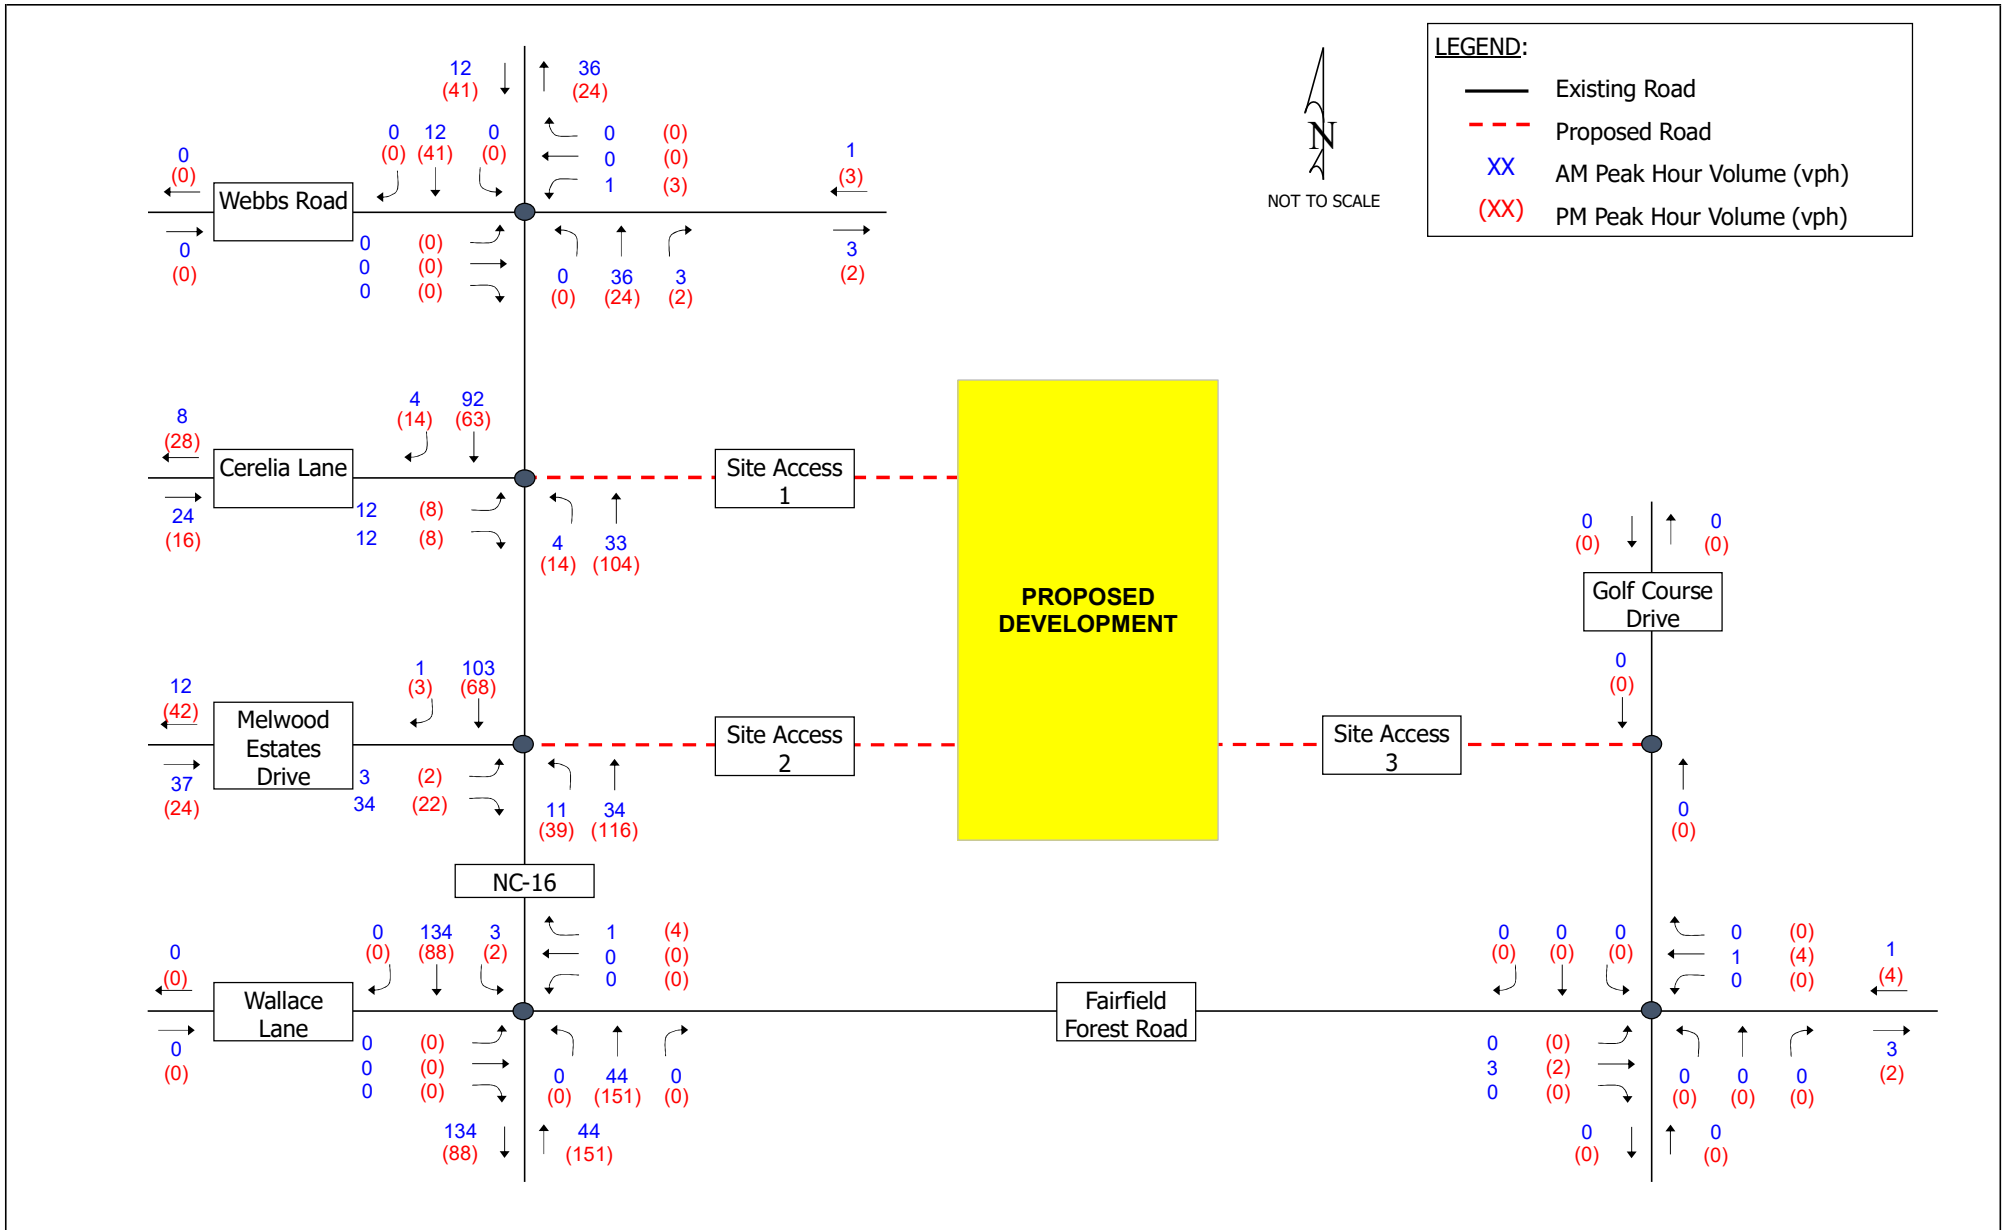 LEGEND:
Existing Road
Proposed Road
XX AM Peak Hour Volume (vph)
(XX) PM Peak Hour Volume (vph)
N
NOT TO SCALE
12 36
(41) (24)
0 12 0 0 (0)
(0) (41) (0) 0 (0)
1 (3)
0
(0)
1
(3)
Webbs Road
0
(0)
0 (0)
0 (0)
0 (0)
0 36 3
(0) (24) (2)
3
(2)
4 92
(14) (63)
8
(28)
Cerelia Lane
24
(16)
12 (8)
12 (8)
4 33
(14) (104)
Site Access
1
PROPOSED
DEVELOPMENT
0 0
(0) (0)
Golf Course
Drive
0
(0)
1 103
(3) (68)
12
(42)
Melwood
Estates
Drive
37
(24)
3 (2)
34 (22)
11 34
(39) (116)
Site Access
2
Site Access
3
0
(0)
NC-16
0 134 3
(0) (88) (2)
1 (4)
0 (0)
0 (0)
0
(0)
Wallace
Lane
0
(0)
0 (0)
0 (0)
0 (0)
0 44 0
(0) (151) (0)
134 44
(88) (151)
Fairfield
Forest Road
0 0 0
(0) (0) (0)
0 (0)
1 (4)
0 (0)
1
(4)
0 (0)
3 (2)
0 (0)
0 0 0
(0) (0) (0)
3
(2)
0 0
(0) (0)